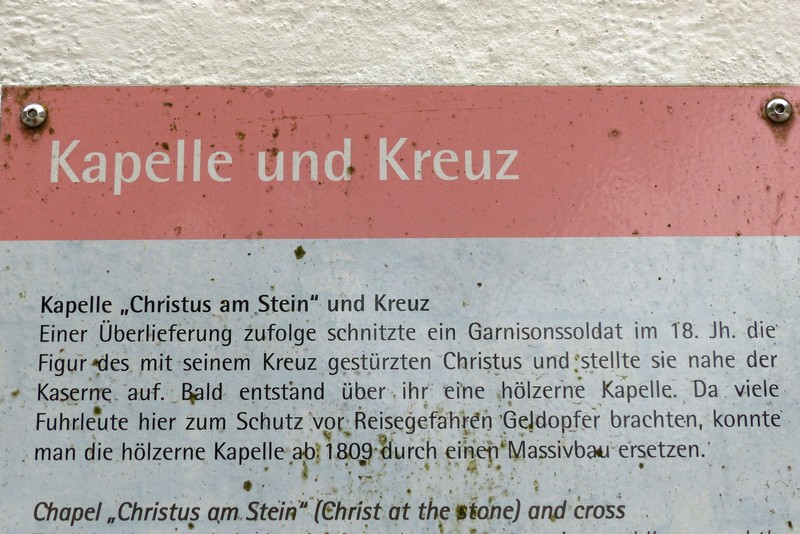 Kapelle und Kreuz
Kapelle „Christus am Stein“ und Kreuz
Einer Überlieferung zufolge schnitzte ein Garnisonssoldat im 18. Jh. die
Figur des mit seinem Kreuz gestürzten Christus und stellte sie nahe der
Kaserne auf. Bald entstand über ihr eine hölzerne Kapelle. Da viele
Fuhrleute hier zum Schutz vor Reisegefahren Geldopfer brachten, konnte
man die hölzerne Kapelle ab 1809 durch einen Massivbau ersetzen.
Chapel „Christus am Stein“ (Christ at the stone) and cross